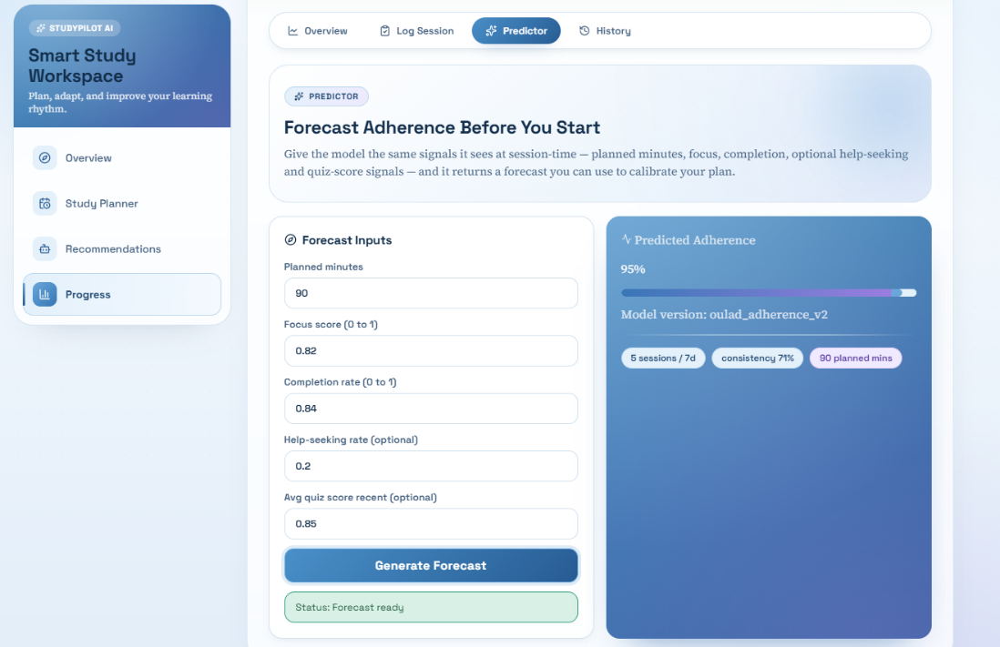 STUDYPILOT AI
Smart Study
Workspace
Plan, adapt, and improve your learning
rhythm.
Overview
Study Planner
Recommendations
Progress
Overview
Log Session
Predictor
History
PREDICTOR
Forecast Adherence Before You Start
Give the model the same signals it sees at session-time — planned minutes, focus, completion, optional help-seeking
and quiz-score signals — and it returns a forecast you can use to calibrate your plan.
Forecast Inputs
Planned minutes
90
Focus score (0 to 1)
0.82
Completion rate (0 to 1)
0.84
Help-seeking rate (optional)
0.2
Avg quiz score recent (optional)
0.85
Generate Forecast
Status: Forecast ready
Predicted Adherence
95%
Model version: oulad_adherence_v2
5 sessions / 7d
consistency 71%
90 planned mins